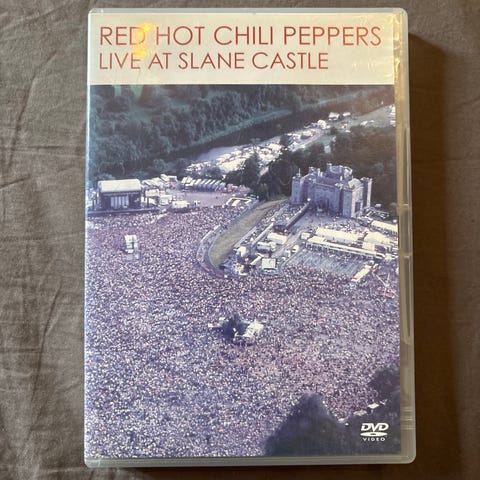 RED HOT CHILI PEPPERS
LIVE AT SLANE CASTLE
DVD
VIDEO